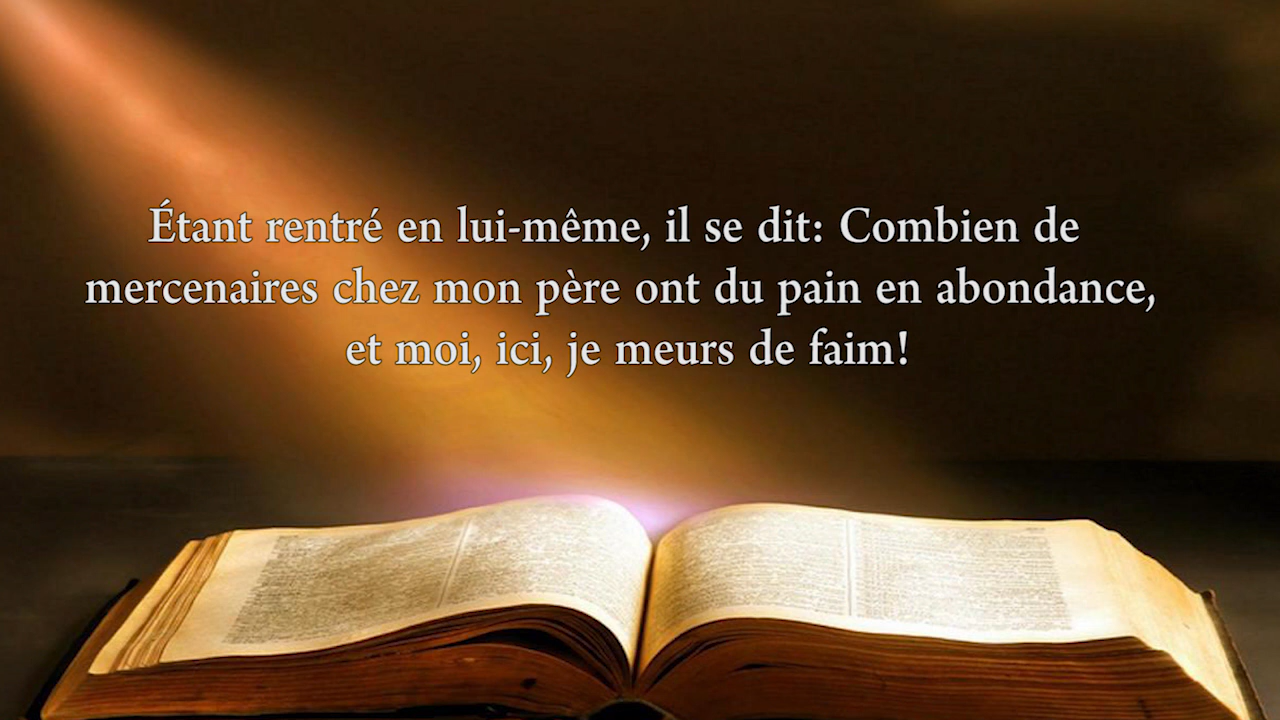 Étant rentré en lui-même, il se dit: Combien de
mercenaires chez mon père ont du pain en abondance,
et moi, ici, je meurs de faim!